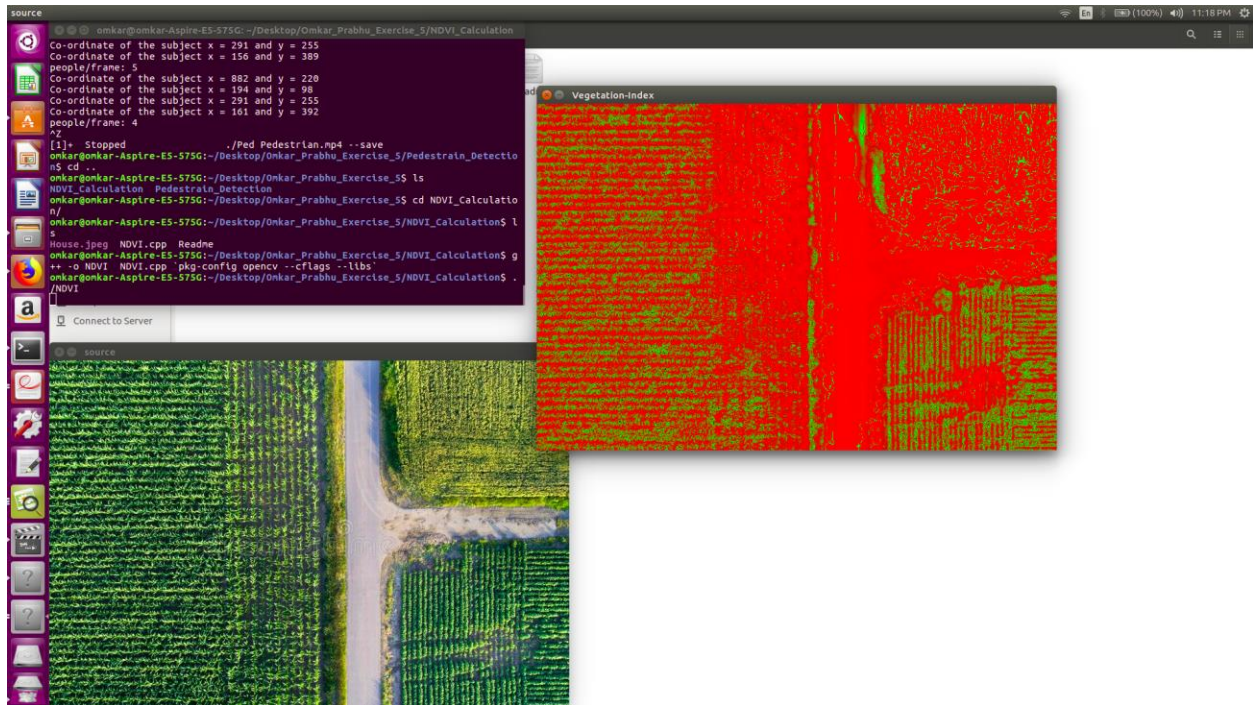 source
En
(100%)
11:18 PM
omkar@omkar-Aspire-E5-575G: ~/Desktop/Omkar_Prabhu_Exercise_5/NDVI_Calculation
Co-ordinate of the subject x = 291 and y = 255
Co-ordinate of the subject x = 156 and y = 389
people/frame: 5
Co-ordinate of the subject x = 882 and y = 220
Co-ordinate of the subject x = 194 and y = 98
Co-ordinate of the subject x = 291 and y = 255
Co-ordinate of the subject x = 161 and y = 392
people/frame: 4
^Z
[1]+  Stopped                 ./Ped Pedestrian.mp4 --save
omkar@omkar-Aspire-E5-575G:~/Desktop/Omkar_Prabhu_Exercise_5/Pedestrain_Detectio
n$ cd ..
omkar@omkar-Aspire-E5-575G:~/Desktop/Omkar_Prabhu_Exercise_5$ ls
NDVI_Calculation  Pedestrain_Detection
omkar@omkar-Aspire-E5-575G:~/Desktop/Omkar_Prabhu_Exercise_5$ cd NDVI_Calculatio
n/
omkar@omkar-Aspire-E5-575G:~/Desktop/Omkar_Prabhu_Exercise_5/NDVI_Calculation$ l
s
House.jpeg  NDVI.cpp  Readme
omkar@omkar-Aspire-E5-575G:~/Desktop/Omkar_Prabhu_Exercise_5/NDVI_Calculation$ g
++ -o NDVI  NDVI.cpp `pkg-config opencv --cflags --libs`
omkar@omkar-Aspire-E5-575G:~/Desktop/Omkar_Prabhu_Exercise_5/NDVI_Calculation$ .
/NDVI
Connect to Server
Vegetation-Index
source